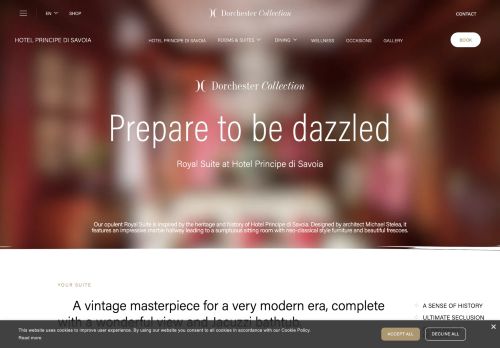 EN SHOP Dorchester Collection CONTACT
HOTEL PRINCIPE DI SAVOIA HOTEL PRINCIPE DI SAVOIA ROOMS & SUITES DINING WELLNESS OCCASIONS GALLERY BOOK
Dorchester Collection
Prepare to be dazzled
Royal Suite at Hotel Principe di Savoia
Our opulent Royal Suite is inspired by the heritage and history of Hotel Principe di Savoia. Designed by architect Michael Stelea, it
features an impressive marble hallway leading to a sumptuous sitting room with neo-classical style furniture and beautiful frescoes.
YOUR SUITE
A vintage masterpiece for a very modern era, complete
with a wonderful view and Jacuzzi bathtub.
A SENSE OF HISTORY
ULTIMATE SECLUSION
This website uses cookies to improve user experience. By using our website you consent to all cookies in accordance with our Cookie Policy.
Read more
ACCEPT ALL DECLINE ALL
×